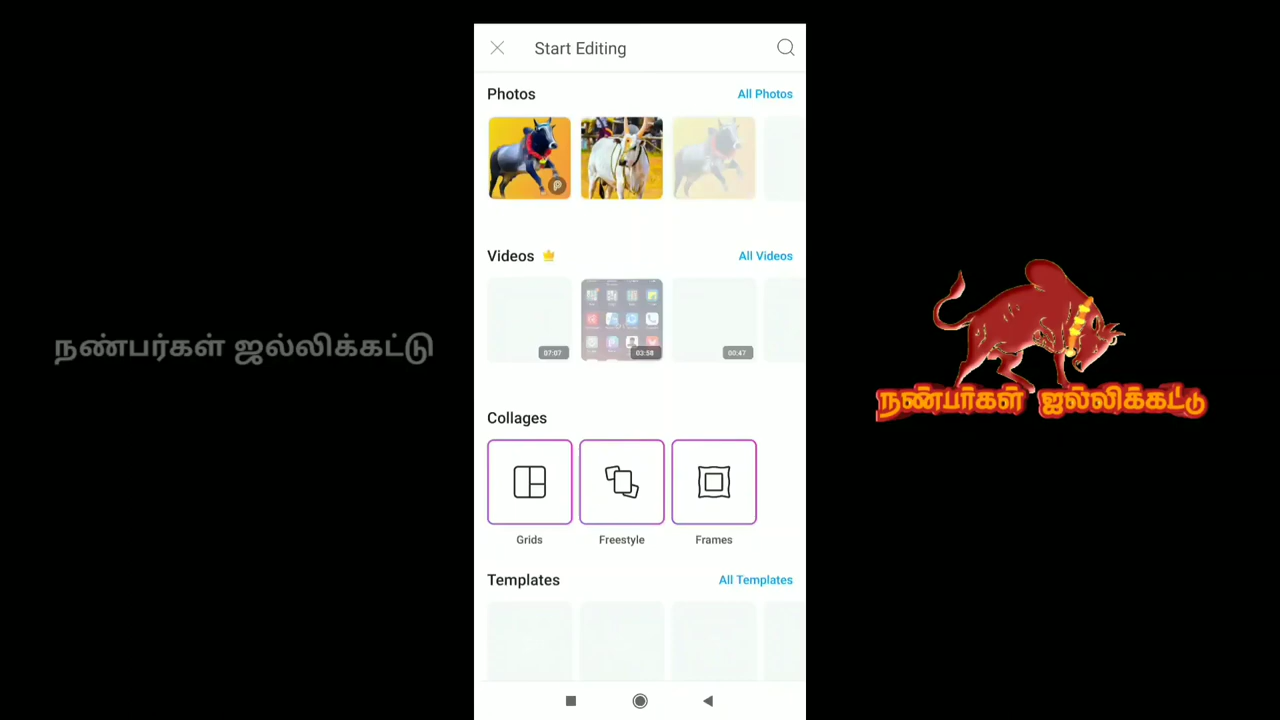 Start Editing
Photos
All Photos
Videos
All Videos
07:07
03:58
00:47
Collages
Grids
Freestyle
Frames
Templates
All Templates
நண்பர்கள் ஜல்லிக்கட்டு
நண்பர்கள் ஜல்லிக்கட்டு